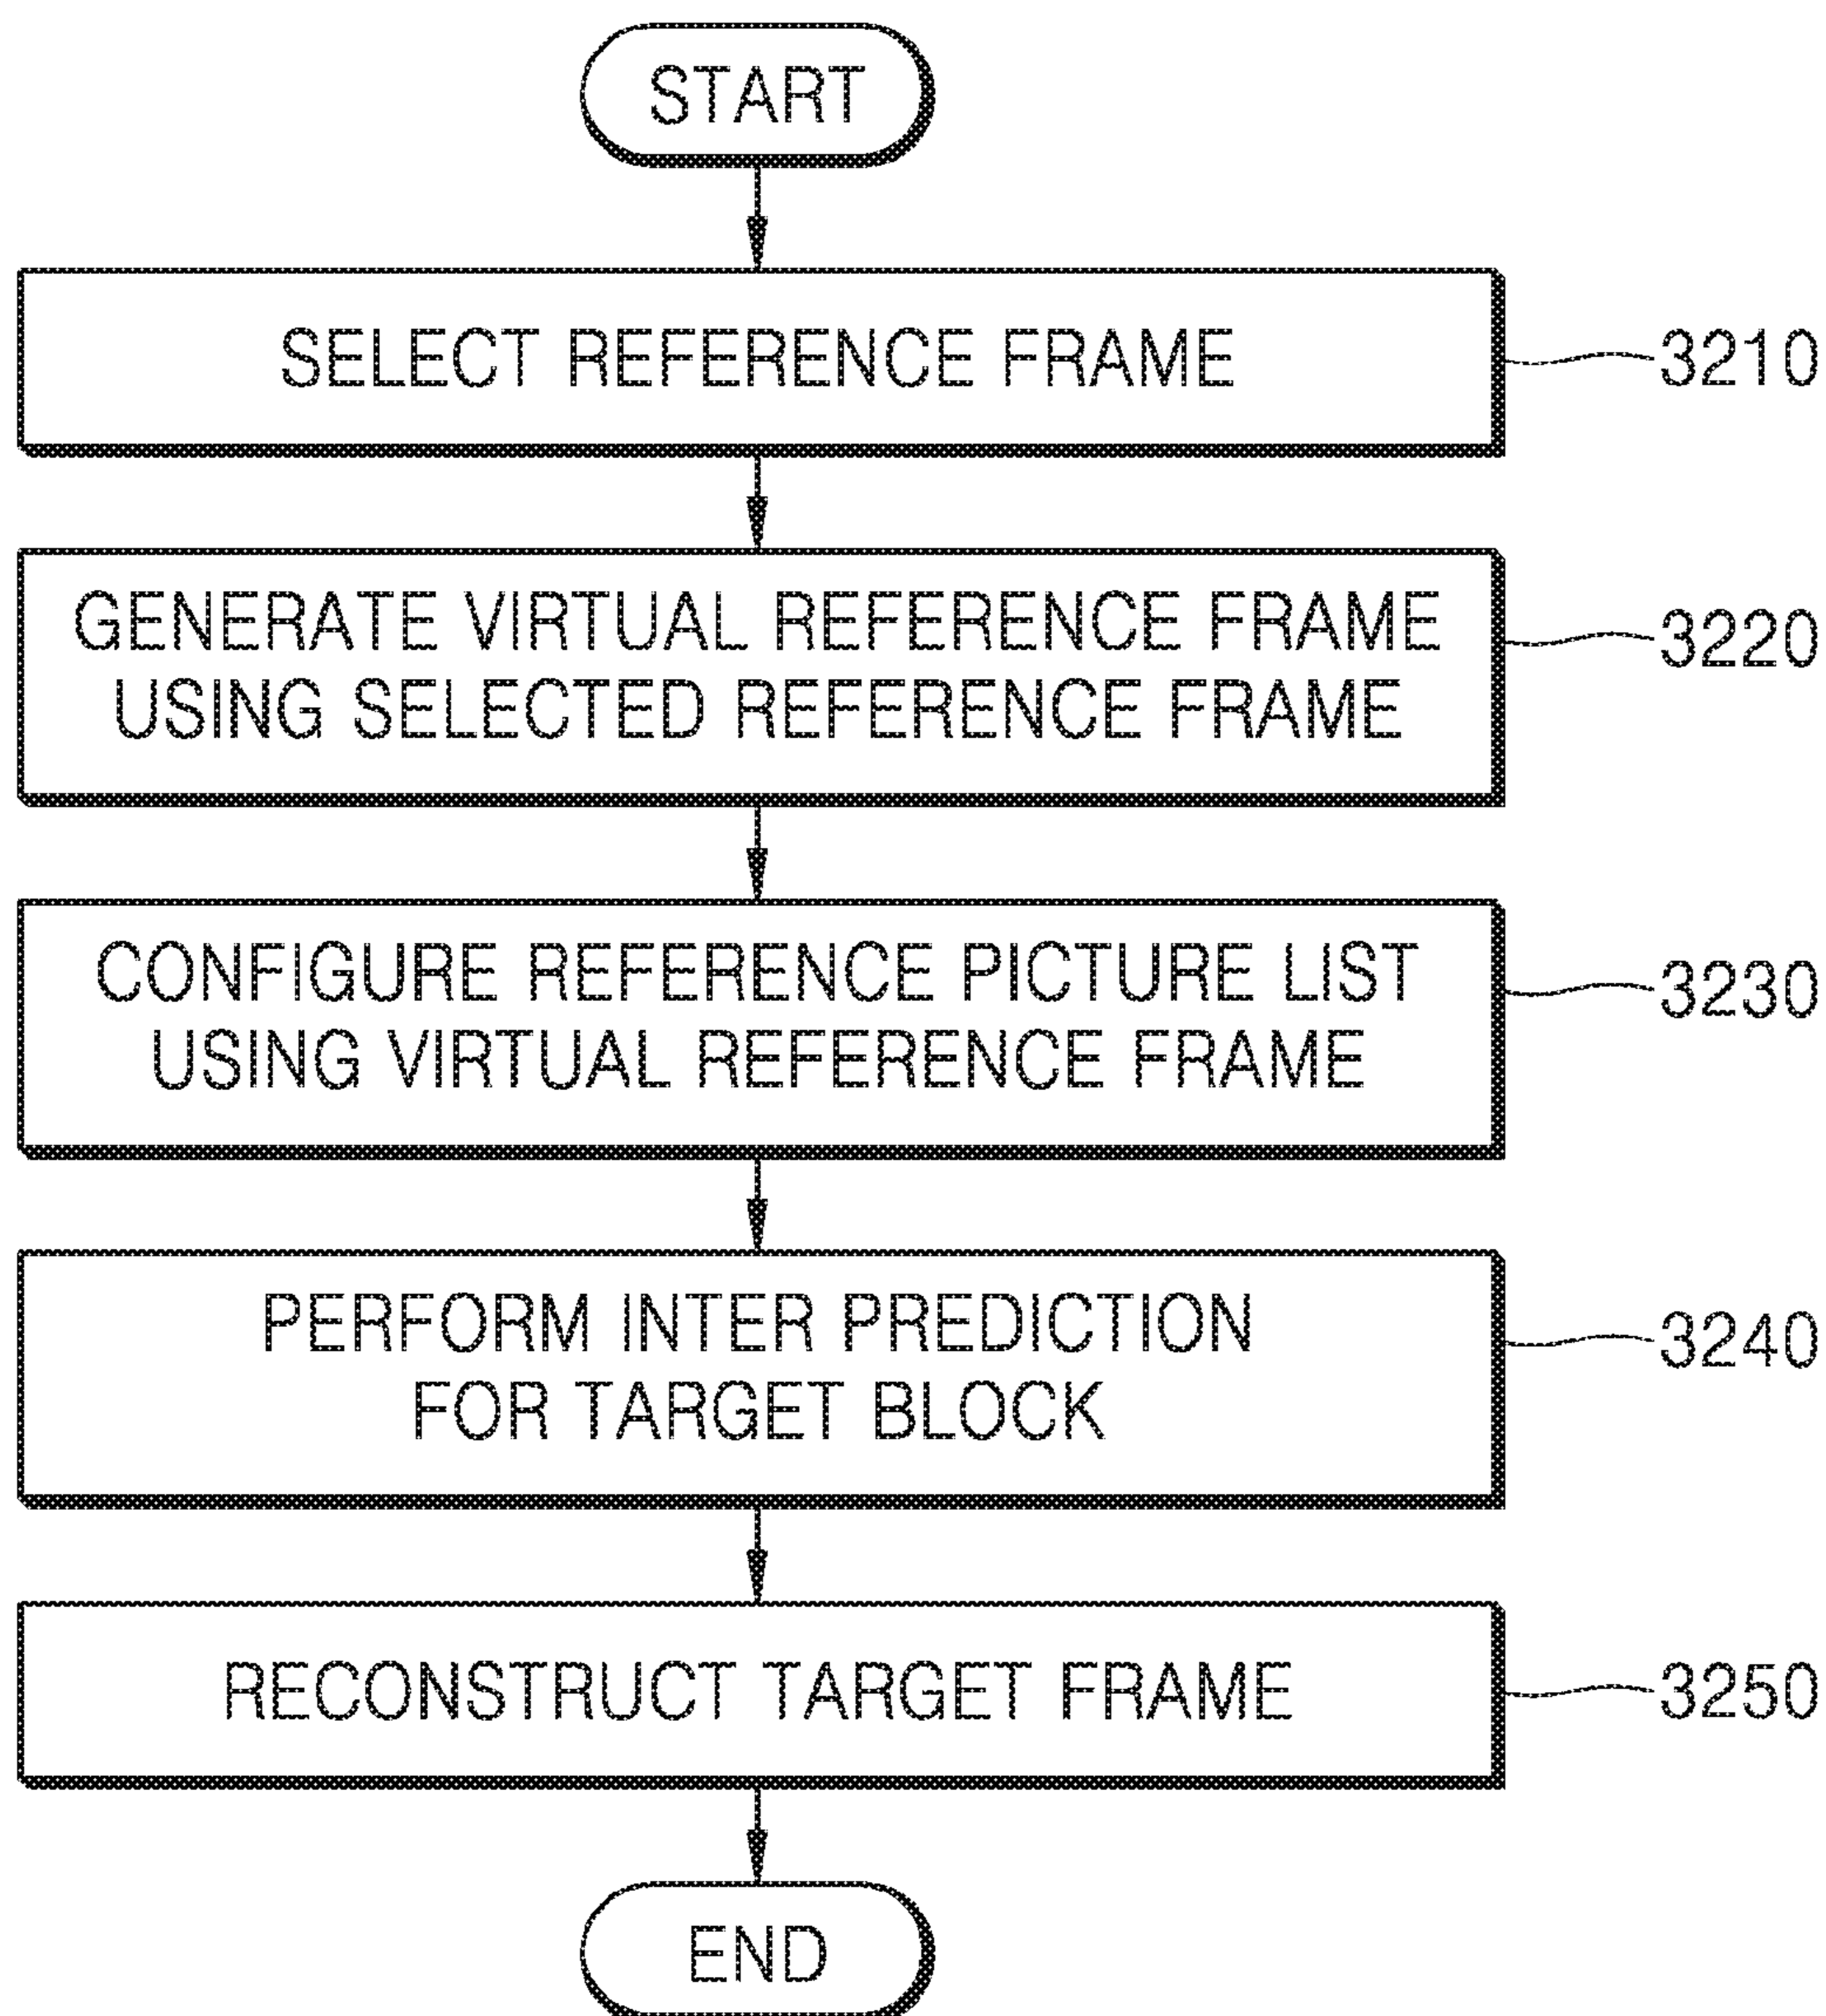 START
SELECT REFERENCE FRAME
3210
GENERATE VIRTUAL REFERENCE FRAME
USING SELECTED REFERENCE FRAME
3220
CONFIGURE REFERENCE PICTURE LIST
USING VIRTUAL REFERENCE FRAME
3230
PERFORM INTER PREDICTION
FOR TARGET BLOCK
3240
RECONSTRUCT TARGET FRAME
3250
END